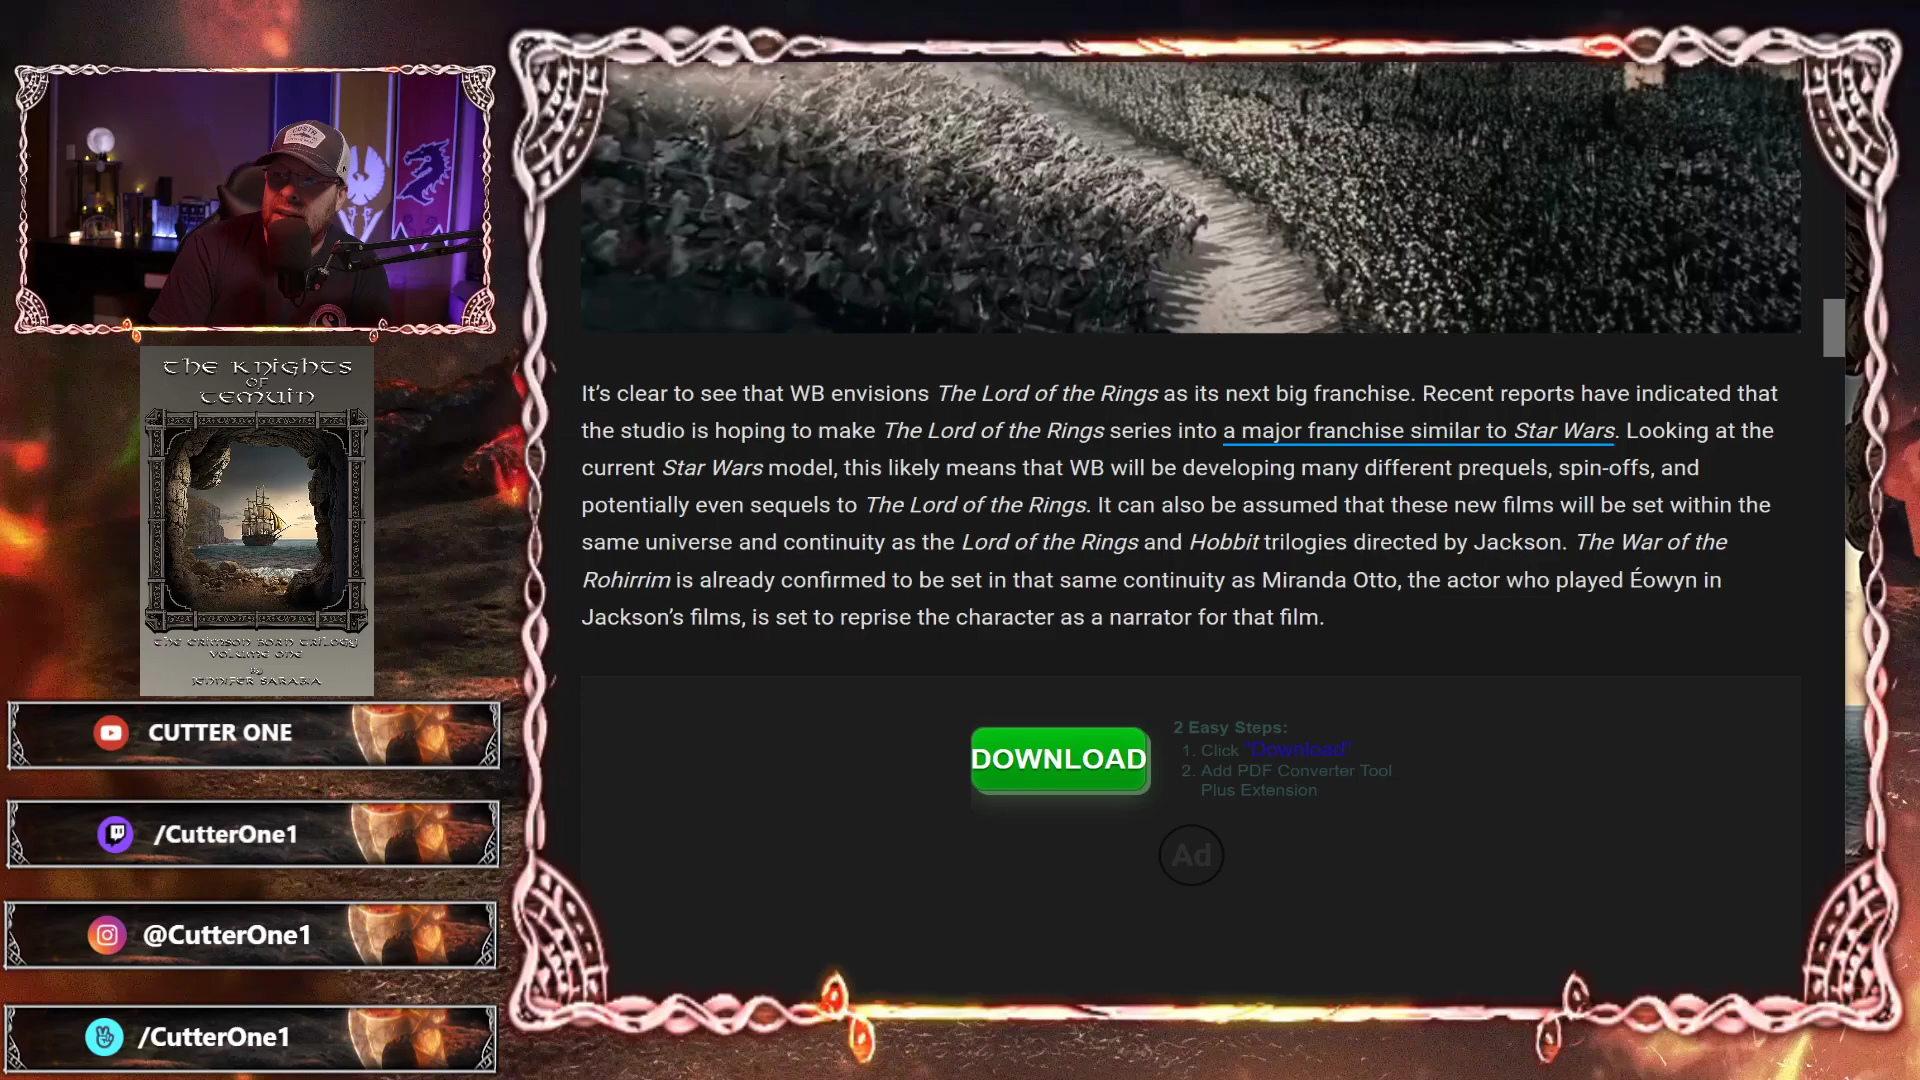 THE KNIGHTS
OF
TEMUIN
THE CRIMSON BORN TRILOGY
VOLUME ONE
By
JENNIFER SARABIA
CUTTER ONE
/CutterOne1
@CutterOne1
/CutterOne1
It’s clear to see that WB envisions The Lord of the Rings as its next big franchise. Recent reports have indicated that
the studio is hoping to make The Lord of the Rings series into a major franchise similar to Star Wars. Looking at the
current Star Wars model, this likely means that WB will be developing many different prequels, spin-offs, and
potentially even sequels to The Lord of the Rings. It can also be assumed that these new films will be set within the
same universe and continuity as the Lord of the Rings and Hobbit trilogies directed by Jackson. The War of the
Rohirrim is already confirmed to be set in that same continuity as Miranda Otto, the actor who played Éowyn in
Jackson’s films, is set to reprise the character as a narrator for that film.
DOWNLOAD
2 Easy Steps:
1. Click "Download"
2. Add PDF Converter Tool
Plus Extension
Ad